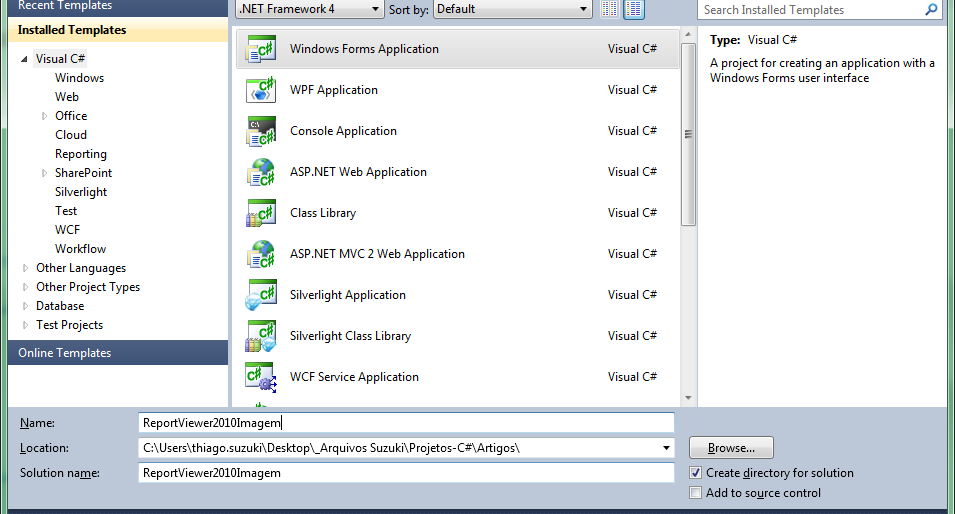 Recent Templates
.NET Framework 4
Sort by:
Default
Search Installed Templates
Installed Templates
Visual C#
Windows
Web
Office
Cloud
Reporting
SharePoint
Silverlight
Test
WCF
Workflow
Other Languages
Other Project Types
Database
Test Projects
Online Templates
Windows Forms Application Visual C#
WPF Application Visual C#
Console Application Visual C#
ASP.NET Web Application Visual C#
Class Library Visual C#
ASP.NET MVC 2 Web Application Visual C#
Silverlight Application Visual C#
Silverlight Class Library Visual C#
WCF Service Application Visual C#
Type: Visual C#
A project for creating an application with a
Windows Forms user interface
Name: ReportViewer2010Imagem
Location: C:\Users\thiago.suzuki\Desktop\_Arquivos Suzuki\Projetos-C#\Artigos\
Browse...
Solution name: ReportViewer2010Imagem
Create directory for solution
Add to source control